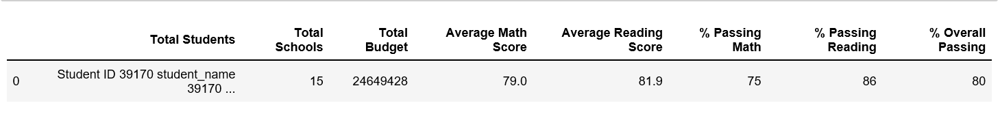 Total Students Total Schools Total Budget Average Math Score Average Reading Score % Passing Math % Passing Reading % Overall Passing
0 Student ID 39170 student_name 39170 ... 15 24649428 79.0 81.9 75 86 80